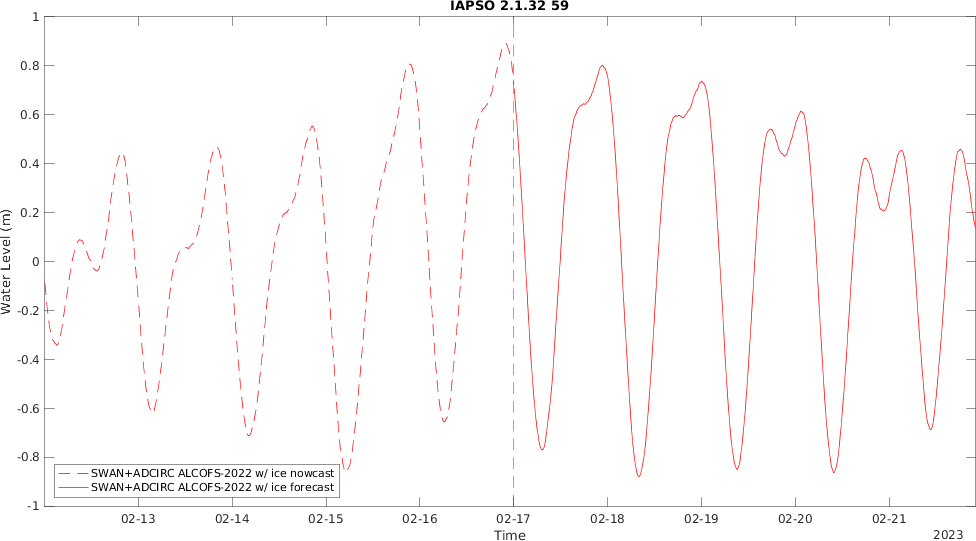 IAPSO 2.1.32 59
1
0.8
0.6
0.4
0.2
0
-0.2
-0.4
-0.6
-0.8
-1
Water Level (m)
SWAN+ADCIRC ALCOFS-2022 w/ ice nowcast
SWAN+ADCIRC ALCOFS-2022 w/ ice forecast
02-13 02-14 02-15 02-16 02-17 02-18 02-19 02-20 02-21
Time
2023